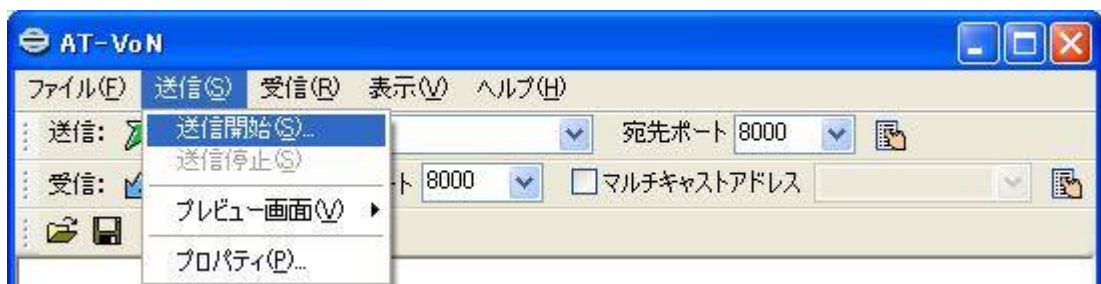 AT-VoN
ファイル(F) 送信(S) 受信(R) 表示(V) ヘルプ(H)
送信: 宛先ポート 8000
送信開始(S)...
送信停止(S)
受信: ート 8000 マルチキャストアドレス
プレビュー画面(V)
プロパティ(P)...